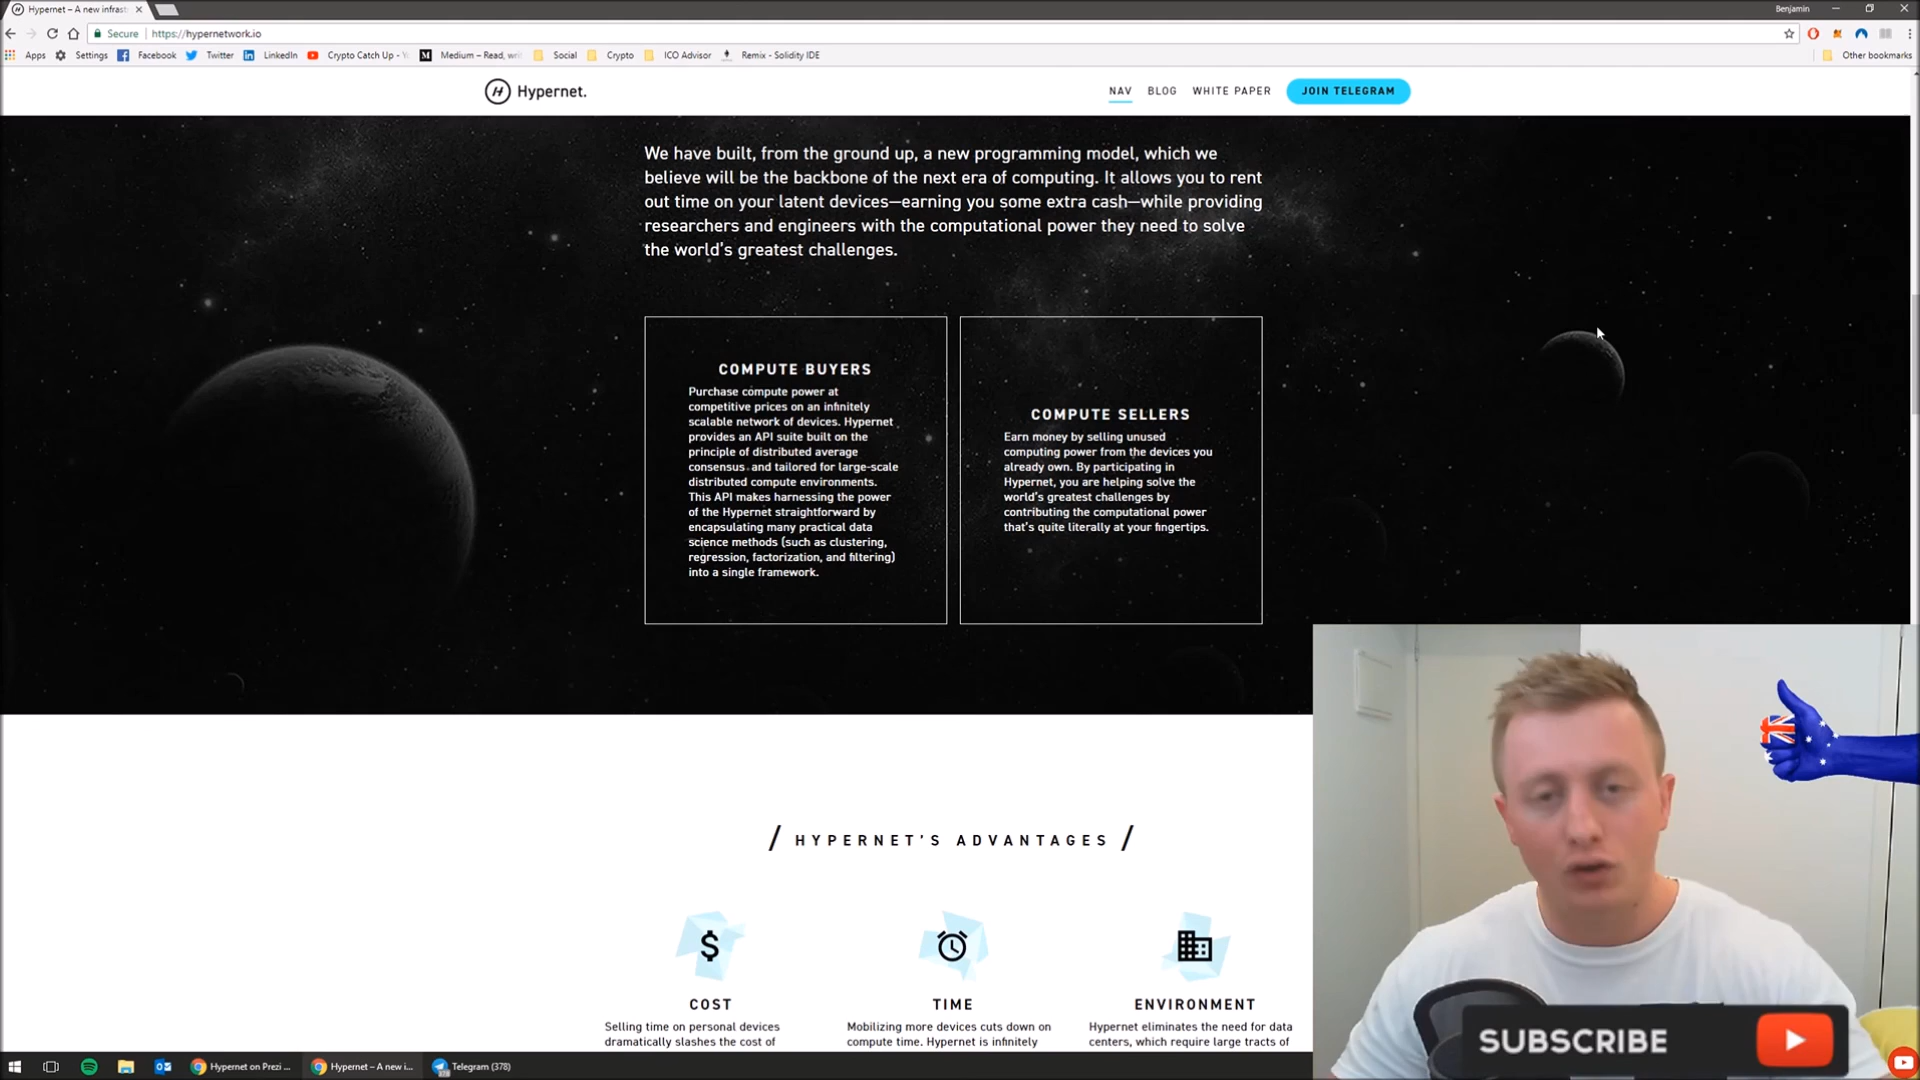 Hypernet – A new infrast
Benjamin
Secure
https://hypernetwork.io
Apps
Settings
Facebook
Twitter
LinkedIn
Crypto Catch Up - Y
Medium – Read, wri
Social
Crypto
ICO Advisor
Remix - Solidity IDE
Other bookmarks
Hypernet.
NAV
BLOG
WHITE PAPER
JOIN TELEGRAM
We have built, from the ground up, a new programming model, which we
believe will be the backbone of the next era of computing. It allows you to rent
out time on your latent devices—earning you some extra cash—while providing
researchers and engineers with the computational power they need to solve
the world's greatest challenges.
COMPUTE BUYERS
Purchase compute power at
competitive prices on an infinitely
scalable network of devices. Hypernet
provides an API suite built on the
principle of distributed average
consensus and tailored for large-scale
distributed compute environments.
This API makes harnessing the power
of the Hypernet straightforward by
encapsulating many practical data
science methods (such as clustering,
regression, factorization, and filtering)
into a single framework.
COMPUTE SELLERS
Earn money by selling unused
computing power from the devices you
already own. By participating in
Hypernet, you are helping solve the
world's greatest challenges by
contributing the computational power
that's quite literally at your fingertips.
/ HYPERNET'S ADVANTAGES /
COST
Selling time on personal devices
dramatically slashes the cost of
TIME
Mobilizing more devices cuts down on
compute time. Hypernet is infinitely
ENVIRONMENT
Hypernet eliminates the need for data
centers, which require large tracts of
SUBSCRIBE
Hypernet on Prezi ...
Hypernet – A new i...
Telegram (378)